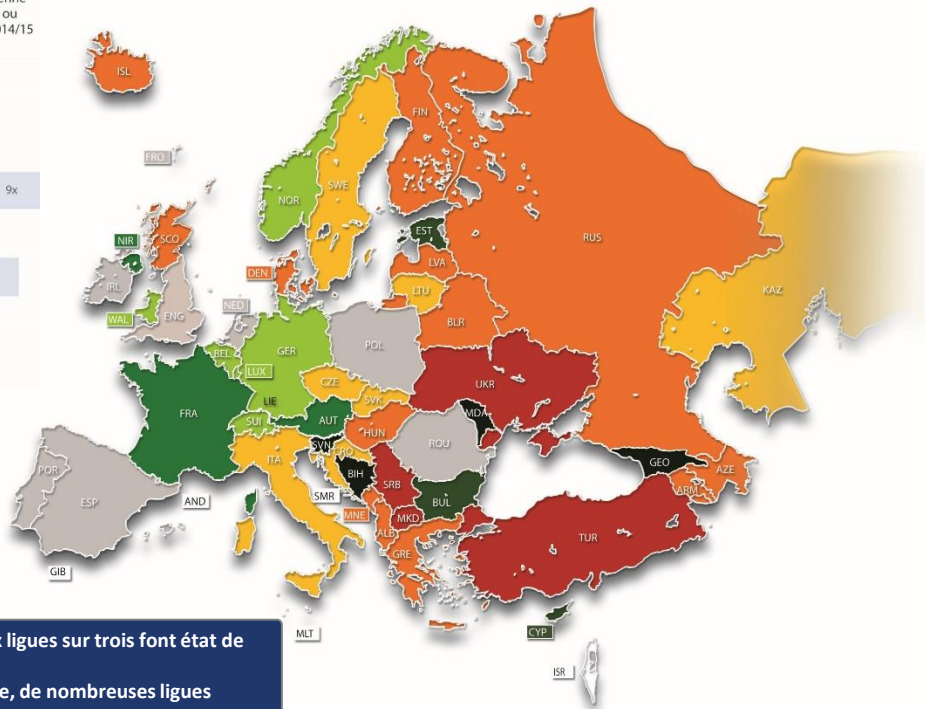 enne
ou
014/15
ISL
FIN
FRO
9x
SWE
NOR
RUS
EST
NIR
SCO
LVA
DEN
IRL
LTU
KAZ
NED
WAL
ENG
BLR
BEL
GER
POL
LUX
CZE
UKR
LIE
SVK
FRA
MDA
AUT
SUI
HUN
ROU
SVN
CRO
ITA
GEO
POR
BIH
AZE
SRB
ARM
ESP
AND
SMR
BUL
MNE
MKD
ALB
TUR
GRE
GIB
CYP
MLT
x ligues sur trois font état de
ISR
e, de nombreuses ligues